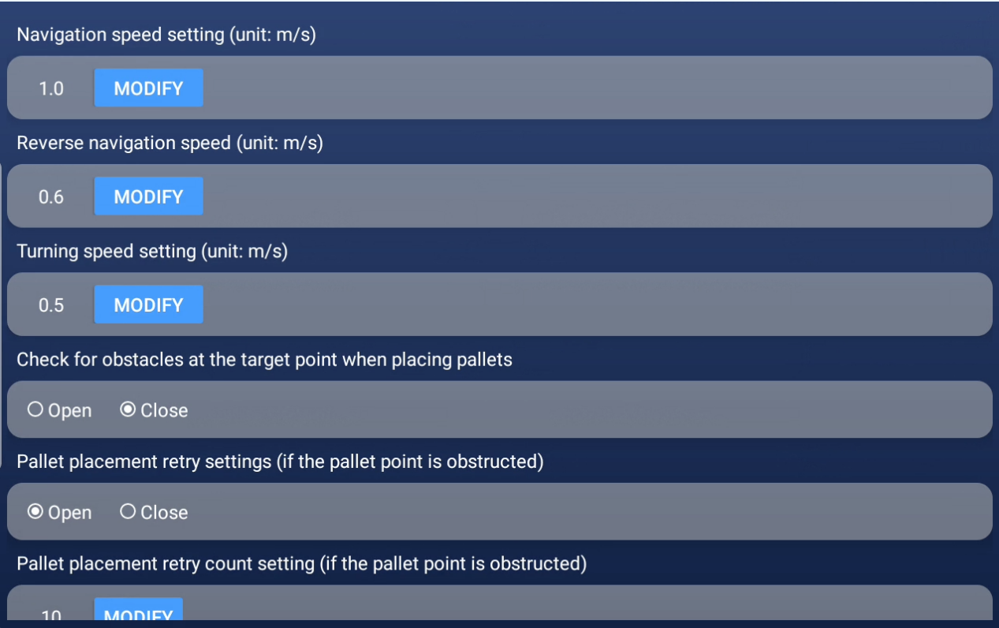 Navigation speed setting (unit: m/s)
1.0 MODIFY
Reverse navigation speed (unit: m/s)
0.6 MODIFY
Turning speed setting (unit: m/s)
0.5 MODIFY
Check for obstacles at the target point when placing pallets
Open Close
Pallet placement retry settings (if the pallet point is obstructed)
Open Close
Pallet placement retry count setting (if the pallet point is obstructed)
10 MODIFY